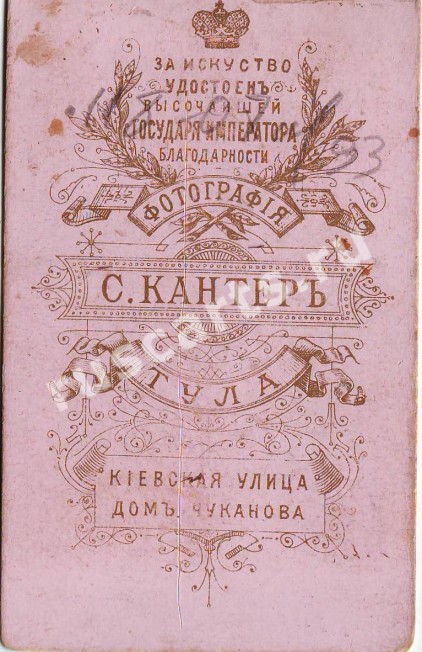 ЗА ИСКУСТВО
УДОСТОЕНЪ
ВЫСОЧАЙШЕЙ
ГОСУДАРЯ ИМПЕРАТОРА
БЛАГОДАРНОСТИ
ФОТОГРАФІЯ
С. КАНТЕРЪ
ТУЛА
КІЕВСКАЯ УЛИЦА
ДОМЪ ЧУКАНОВА